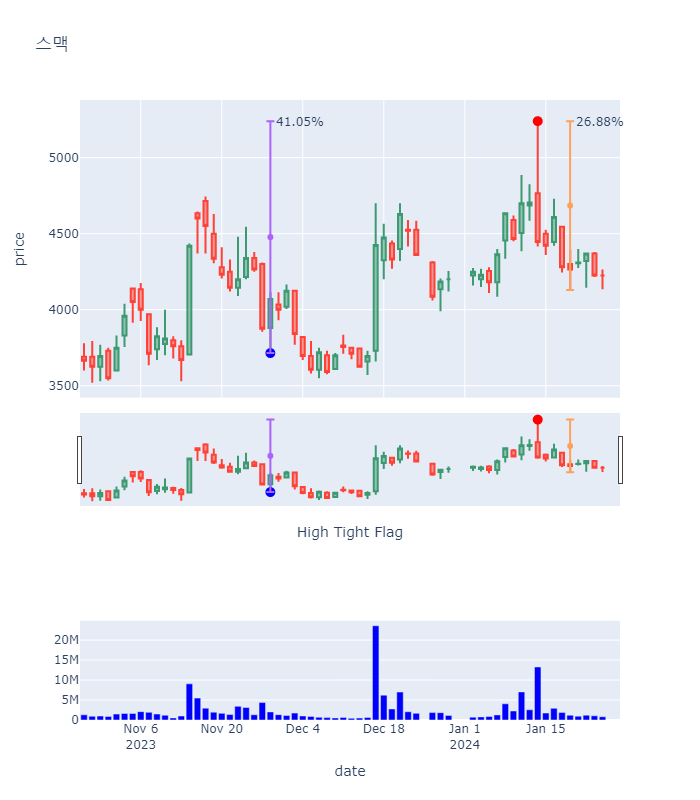 스맥
41.05%
26.88%
5000
4500
4000
3500
price
High Tight Flag
20M
15M
10M
5M
0
Nov 6
2023
Nov 20
Dec 4
Dec 18
Jan 1
2024
Jan 15
date